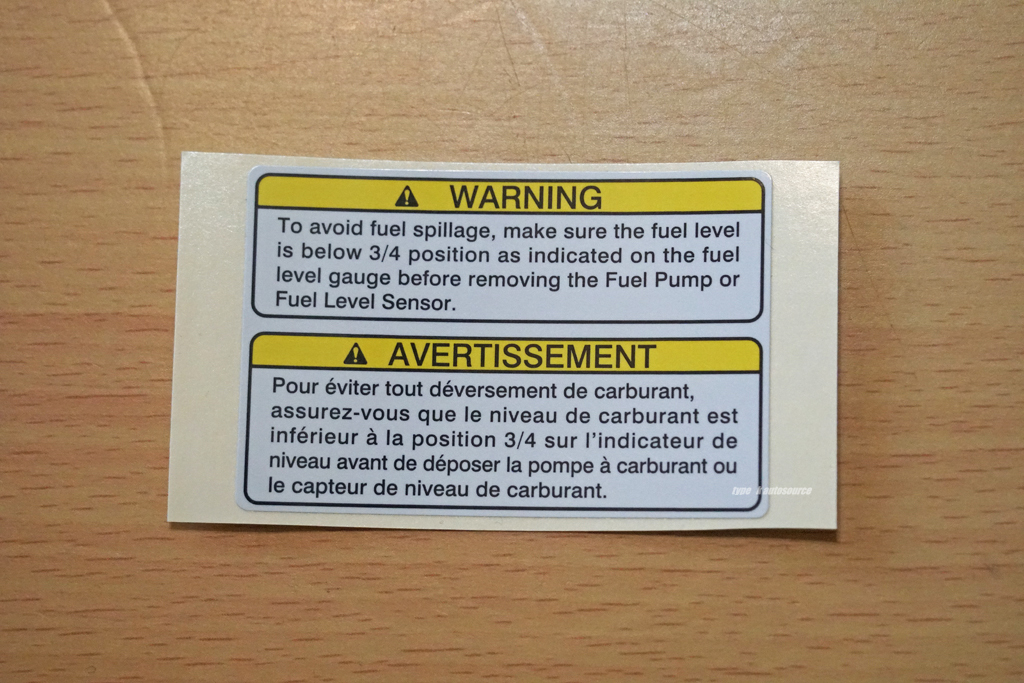 WARNING
To avoid fuel spillage, make sure the fuel level
is below 3/4 position as indicated on the fuel
level gauge before removing the Fuel Pump or
Fuel Level Sensor.
AVERTISSEMENT
Pour éviter tout déversement de carburant,
assurez-vous que le niveau de carburant est
inférieur à la position 3/4 sur l'indicateur de
niveau avant de déposer la pompe à carburant ou
le capteur de niveau de carburant.
type autosource